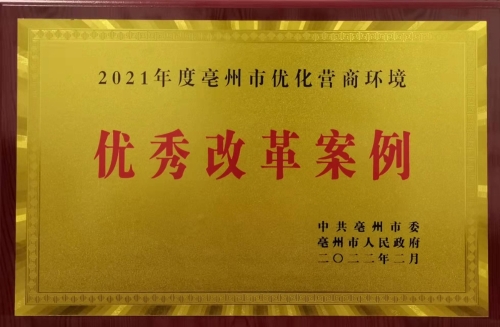 2021年度亳州市优化营商环境
优秀改革案例
中共亳州市委
亳州市人民政府
二〇二二年二月